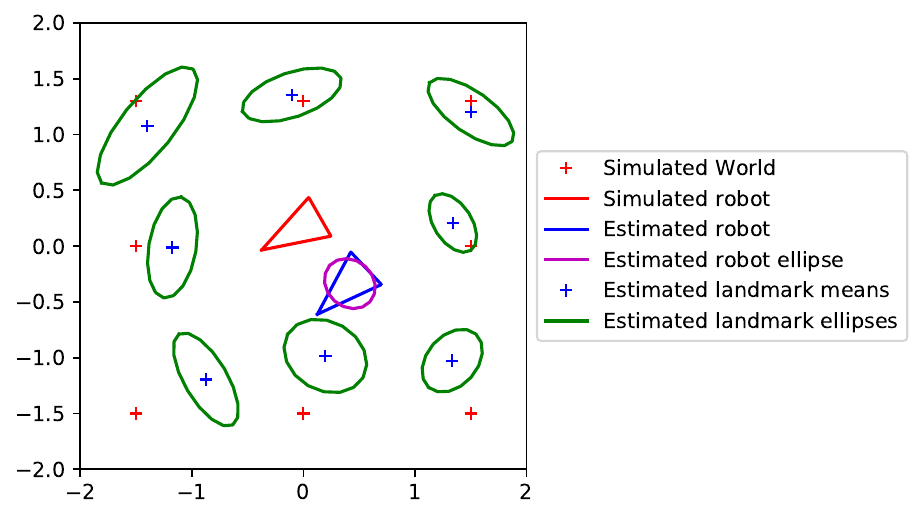 2.0
1.5
1.0
0.5
0.0
−0.5
−1.0
−1.5
−2.0
−2
−1
0
1
2
Simulated World
Simulated robot
Estimated robot
Estimated robot ellipse
Estimated landmark means
Estimated landmark ellipses